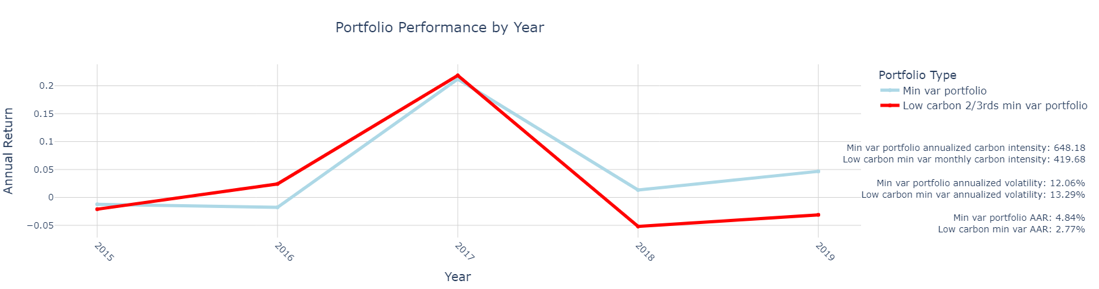 Portfolio Performance by Year
Annual Return
0.2
0.15
0.1
0.05
0
−0.05
2015
2016
2017
2018
2019
Year
Portfolio Type
Min var portfolio
Low carbon 2/3rds min var portfolio
Min var portfolio annualized carbon intensity: 648.18
Low carbon min var monthly carbon intensity: 419.68
Min var portfolio annualized volatility: 12.06%
Low carbon min var annualized volatility: 13.29%
Min var portfolio AAR: 4.84%
Low carbon min var AAR: 2.77%